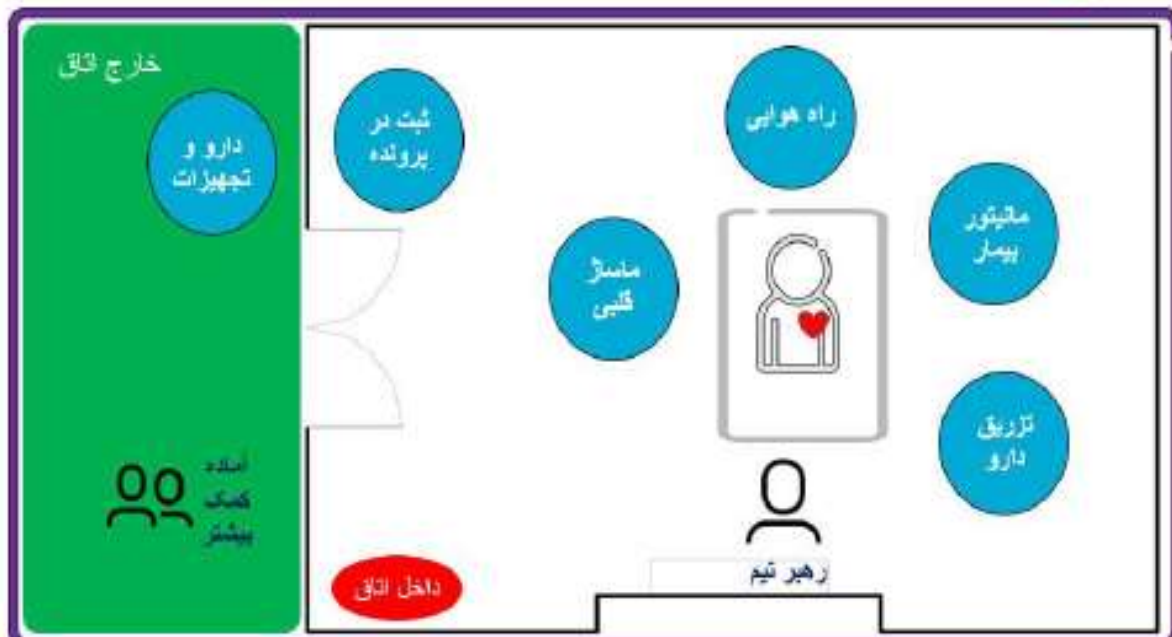 خارج اتاق
دارو و
تجهیزات
ثبت در
پرونده
راه هوایی
مانیتور
بیمار
ماساژ
قلبی
تزریق
دارو
آماده
کمک
بیشتر
رهبر تیم
داخل اتاق